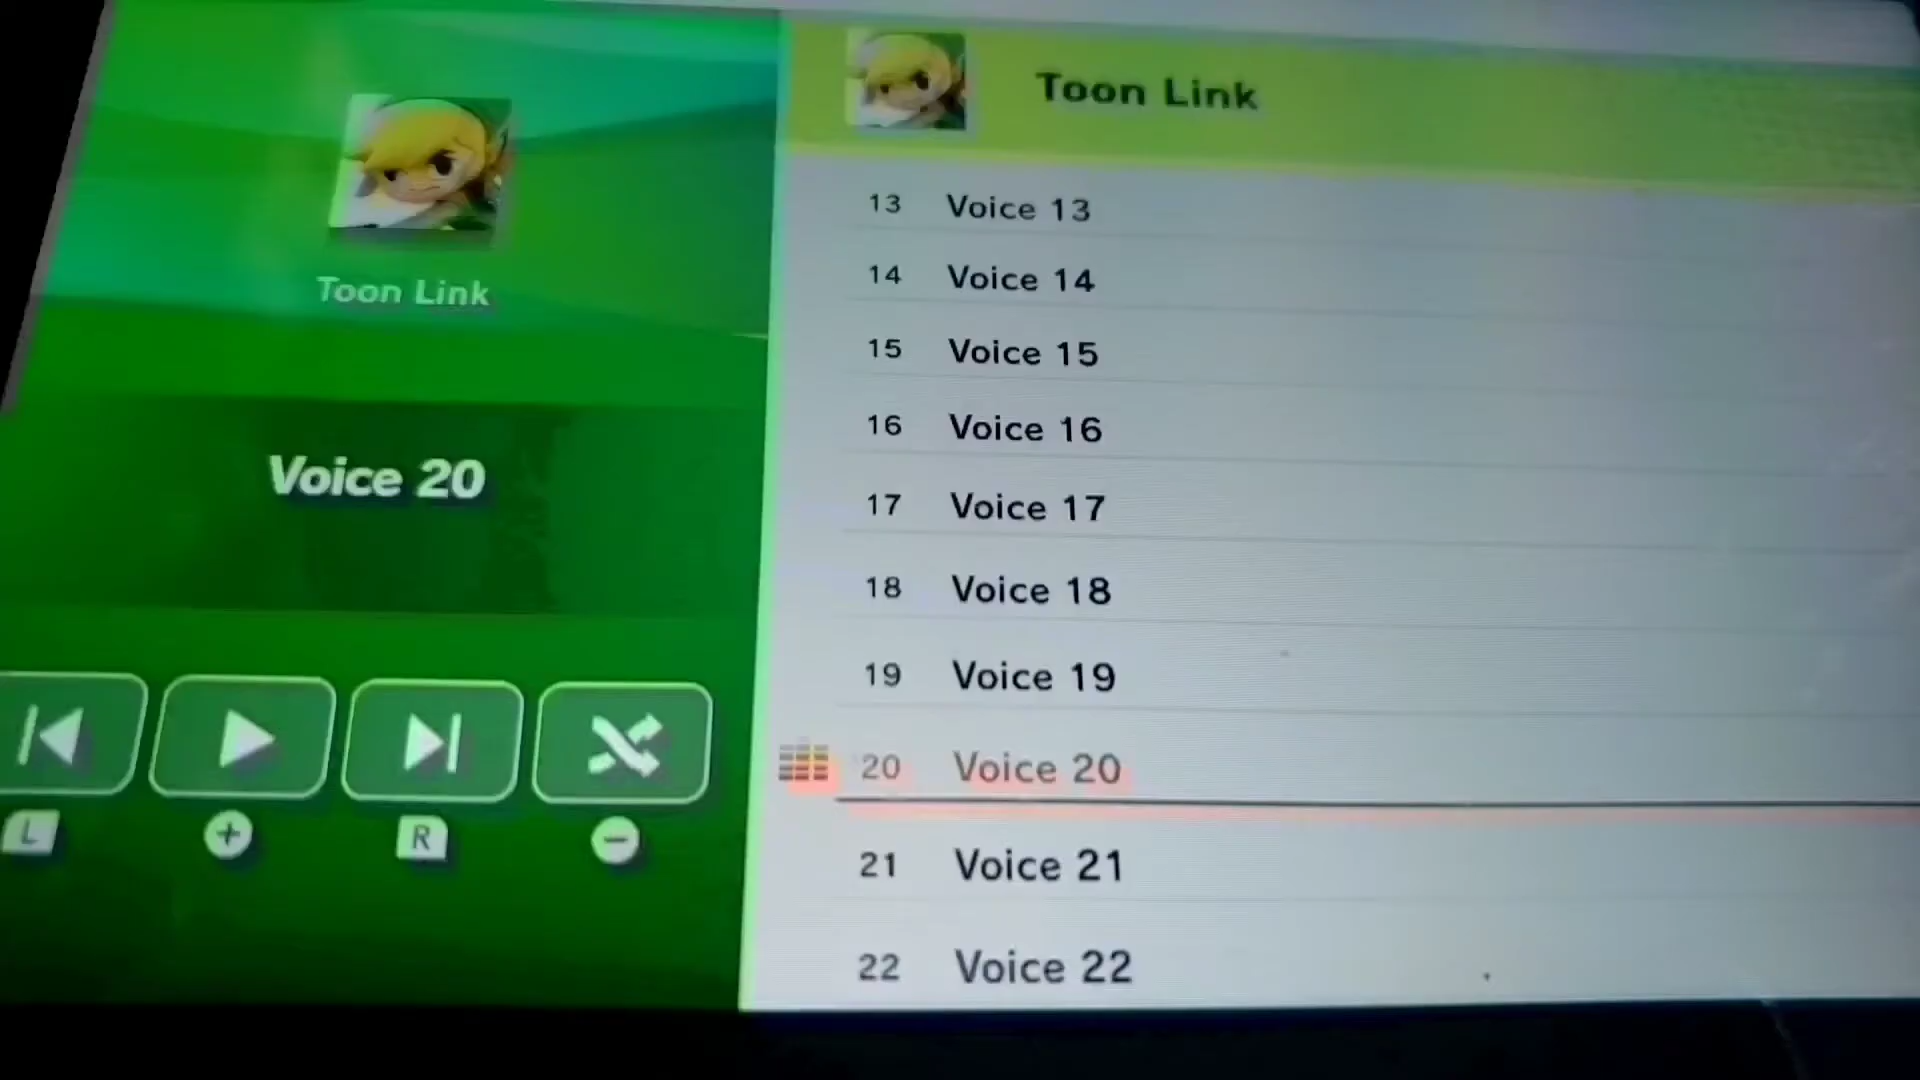 Toon Link
Voice 20
L
R
Toon Link
13 Voice 13
14 Voice 14
15 Voice 15
16 Voice 16
17 Voice 17
18 Voice 18
19 Voice 19
20 Voice 20
21 Voice 21
22 Voice 22